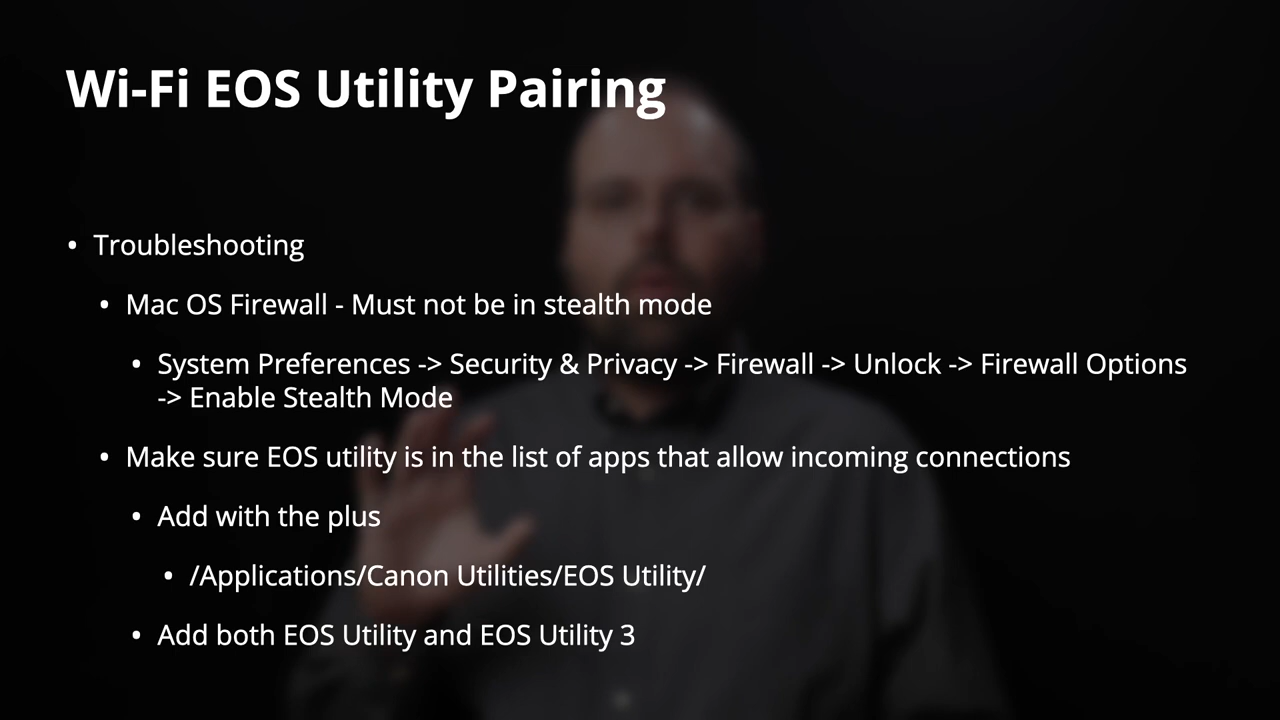 Wi-Fi EOS Utility Pairing
• Troubleshooting
• Mac OS Firewall - Must not be in stealth mode
• System Preferences -> Security & Privacy -> Firewall -> Unlock -> Firewall Options
-> Enable Stealth Mode
• Make sure EOS utility is in the list of apps that allow incoming connections
• Add with the plus
• /Applications/Canon Utilities/EOS Utility/
• Add both EOS Utility and EOS Utility 3